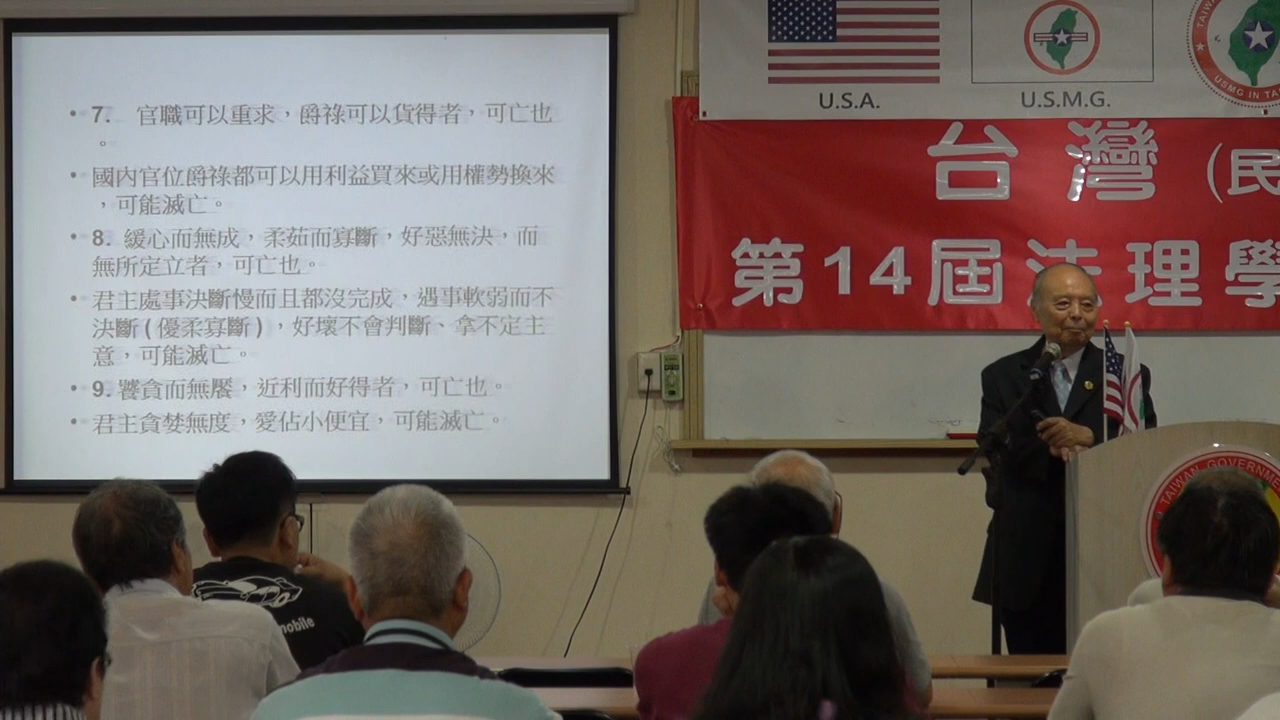 • 7. 官職可以重求，爵祿可以貨得者，可亡也
。
• 國內官位爵祿都可以用利益買來或用權勢換來
，可能滅亡。
• 8. 緩心而無成，柔茹而寡斷，好惡無決，而
無所定立者，可亡也。
• 君主處事決斷慢而且都沒完成，遇事軟弱而不
決斷 ( 優柔寡斷 ) ，好壞不會判斷、拿不定主
意，可能滅亡。
• 9. 饕貪而無饜，近利而好得者，可亡也。
• 君主貪婪無度，愛佔小便宜，可能滅亡。
U.S.A.
U.S.M.G.
USMG IN TA
台灣 (民
第14屆法理學
TAIWAN GOVERNME
mobile